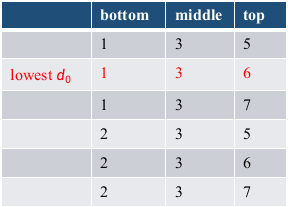 bottom middle top
1 3 5
lowest d₀ 1 3 6
1 3 7
2 3 5
2 3 6
2 3 7